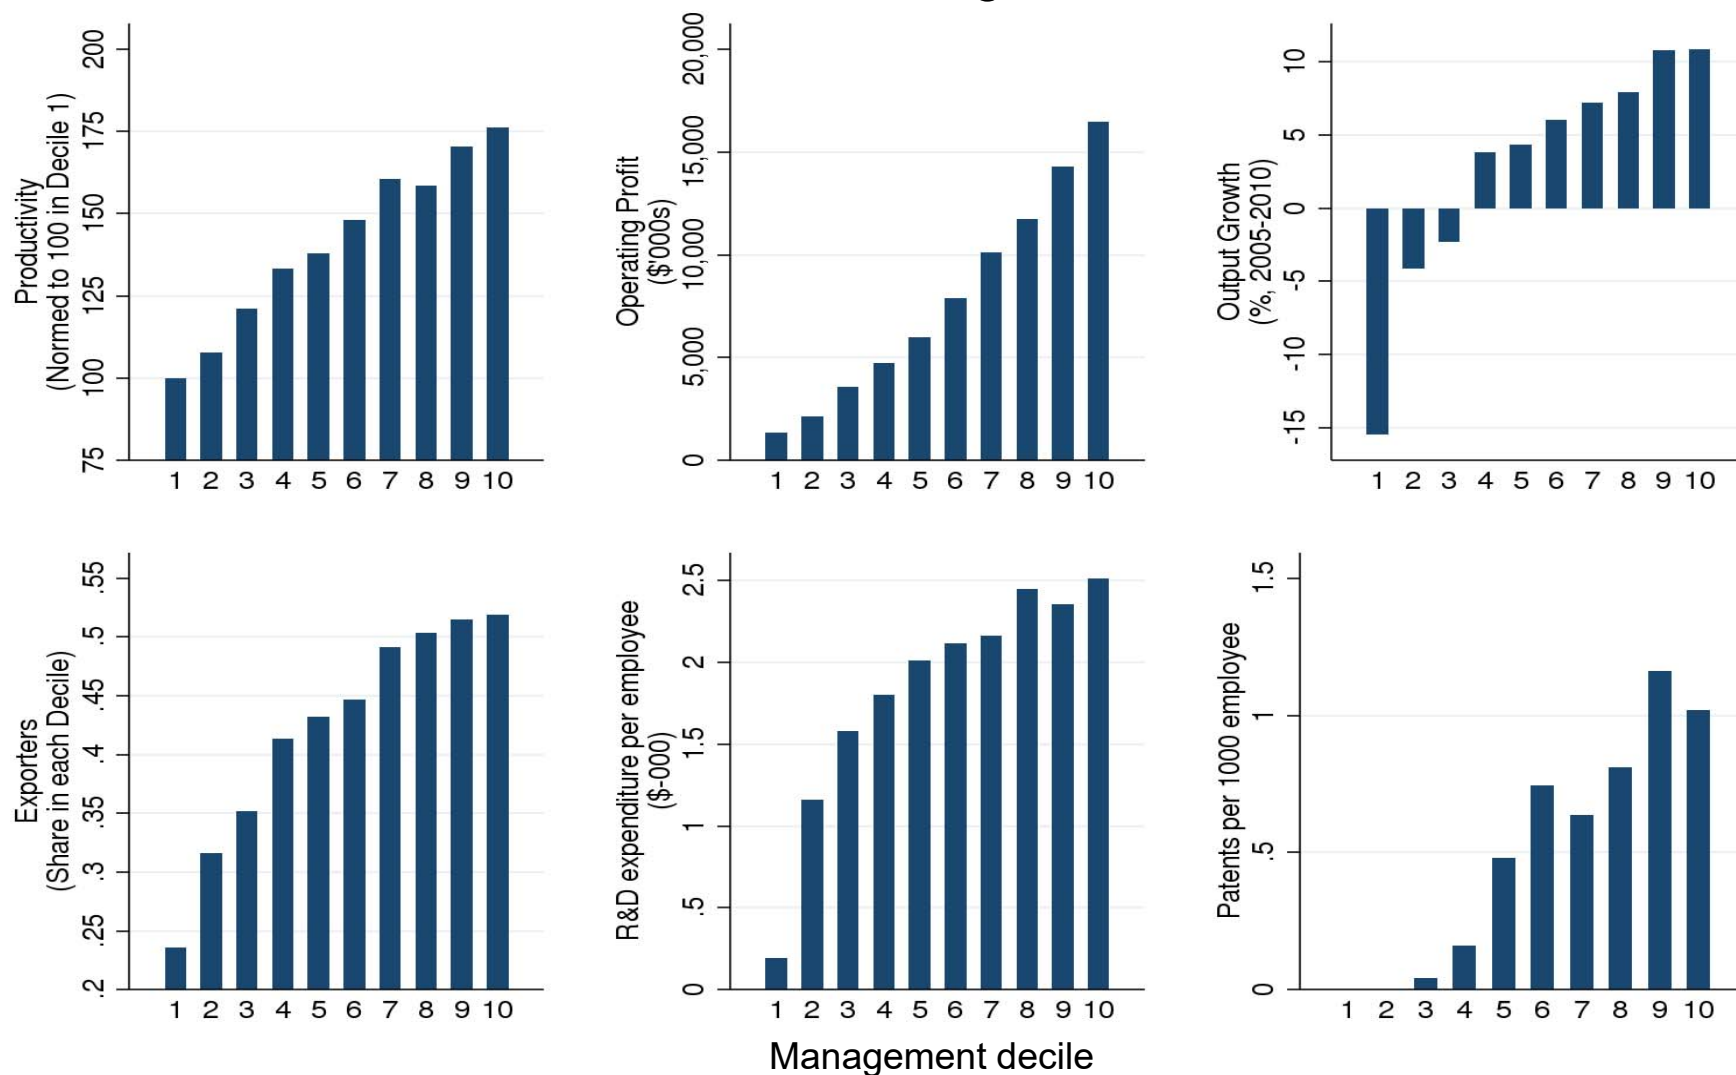 Productivity
(Normed to 100 in Decile 1)
200
175
150
125
100
75
1 2 3 4 5 6 7 8 9 10
Operating Profit
($'000s)
20,000
15,000
10,000
5,000
0
1 2 3 4 5 6 7 8 9 10
Output Growth
(%, 2005-2010)
10
5
0
-5
-10
-15
1 2 3 4 5 6 7 8 9 10
Exporters
(Share in each Decile)
.55
.5
.45
.4
.35
.3
.25
.2
1 2 3 4 5 6 7 8 9 10
R&D expenditure per employee
($-000)
2.5
2
1.5
1
.5
0
1 2 3 4 5 6 7 8 9 10
Patents per 1000 employee
1.5
1
.5
0
1 2 3 4 5 6 7 8 9 10
Management decile